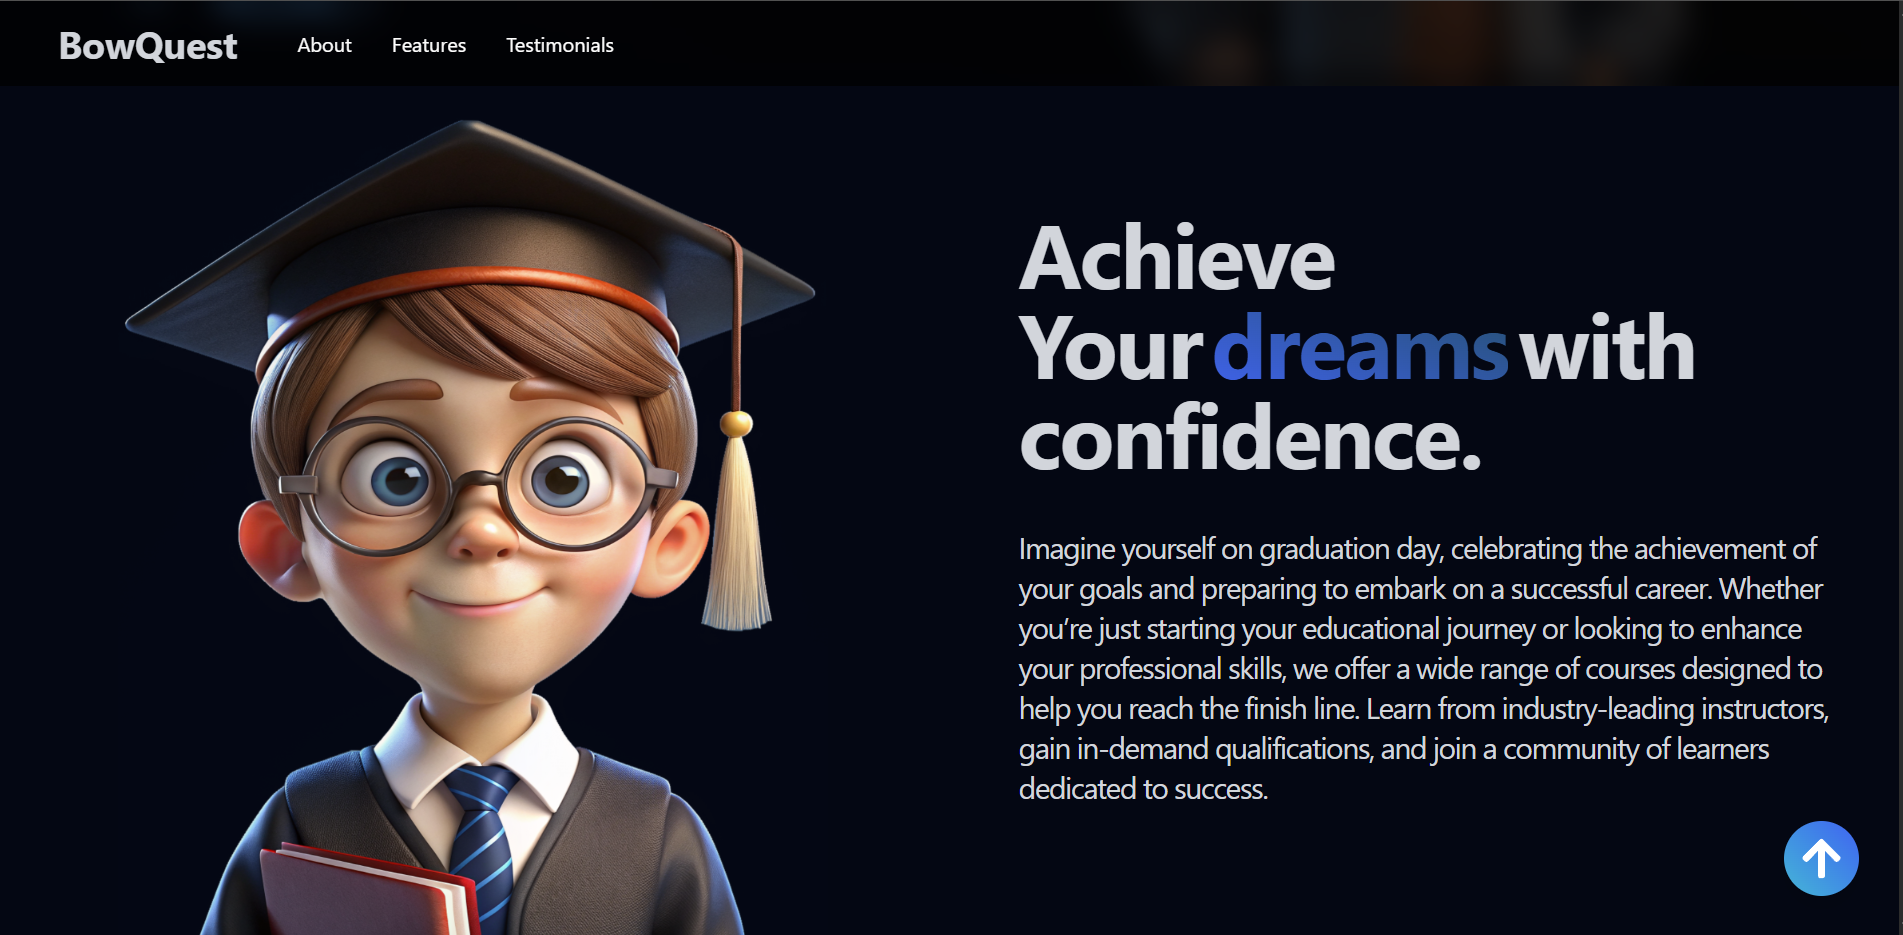 BowQuest About Features Testimonials
Achieve
Your dreams with
confidence.
Imagine yourself on graduation day, celebrating the achievement of
your goals and preparing to embark on a successful career. Whether
you’re just starting your educational journey or looking to enhance
your professional skills, we offer a wide range of courses designed to
help you reach the finish line. Learn from industry-leading instructors,
gain in-demand qualifications, and join a community of learners
dedicated to success.